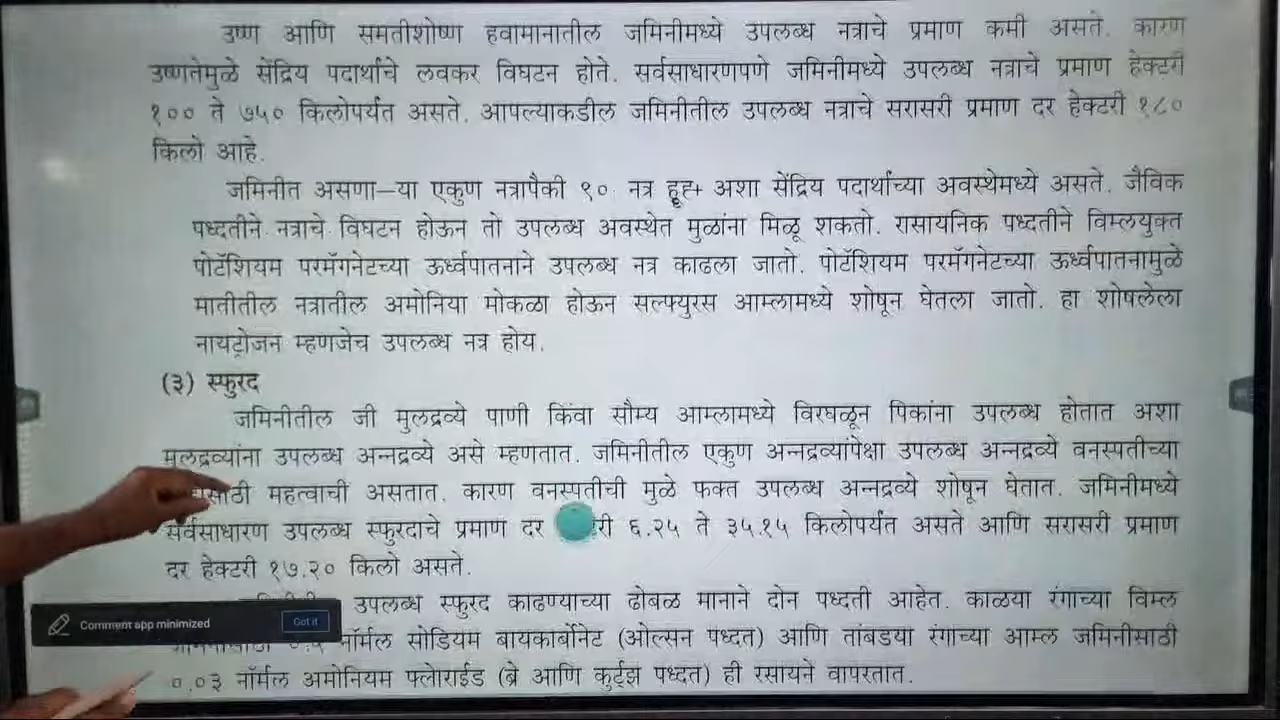 उष्ण आणि समतीशोष्ण हवामानातील जमिनीमध्ये उपलब्ध नत्राचे प्रमाण कमी असते. कारण
उष्णतेमुळे सेंद्रिय पदार्थाचे लवकर विघटन होते. सर्वसाधारणपणे जमिनीमध्ये उपलब्ध नत्राचे प्रमाण हेक्टरी
१०० ते ७५० किलोपर्यंत असते. आपल्याकडील जमिनीतील उपलब्ध नत्राचे सरासरी प्रमाण दर हेक्टरी १८०
किलो आहे.
जमिनीत असणा–या एकुण नत्रापैकी ९० नत्र अशा सेंद्रिय पदार्थाच्या अवस्थेमध्ये असते. जैविक
पध्दतीने नत्राचे विघटन होऊन तो उपलब्ध अवस्थेत मुळांना मिळू शकतो. रासायनिक पध्दतीने विम्लयुक्त
पोटॅशियम परमॅगनेटच्या ऊर्ध्वपातनाने उपलब्ध नत्र काढला जातो. पोटॅशियम परमॅगनेटच्या ऊर्ध्वपातनामुळे
मातीतील नत्रातील अमोनिया मोकळा होऊन सल्फ्युरस आम्लामध्ये शोषून घेतला जातो. हा शोषलेला
नायट्रोजन म्हणजेच उपलब्ध नत्र होय.
(३) स्फुरद
जमिनीतील जी मुलद्रव्ये पाणी किंवा सौम्य आम्लामध्ये विरघळून पिकांना उपलब्ध होतात अशा
मुलद्रव्यांना उपलब्ध अन्नद्रव्ये असे म्हणतात. जमिनीतील एकुण अन्नद्रव्यांपेक्षा उपलब्ध अन्नद्रव्ये वनस्पतीच्या
महत्वाची असतात. कारण वनस्पतीची मुळे फक्त उपलब्ध अन्नद्रव्ये शोषून घेतात. जमिनीमध्ये
सर्वसाधारण उपलब्ध स्फुरदाचे प्रमाण दर ६.२५ ते ३५.१५ किलोपर्यंत असते आणि सरासरी प्रमाण
दर हेक्टरी १७.२० किलो असते.
उपलब्ध स्फुरद काढण्याच्या ढोबळ मानाने दोन पध्दती आहेत. काळया रंगाच्या विम्ल
Comment app minimized Got it
नॉर्मल सोडियम बायकार्बोनेट (ओल्सन पध्दत) आणि तांबडया रंगाच्या आम्ल जमिनीसाठी
०.०३ नॉर्मल अमोनियम फ्लोराईड (ब्रे आणि कुर्ट्झ पध्दत) ही रसायने वापरतात.